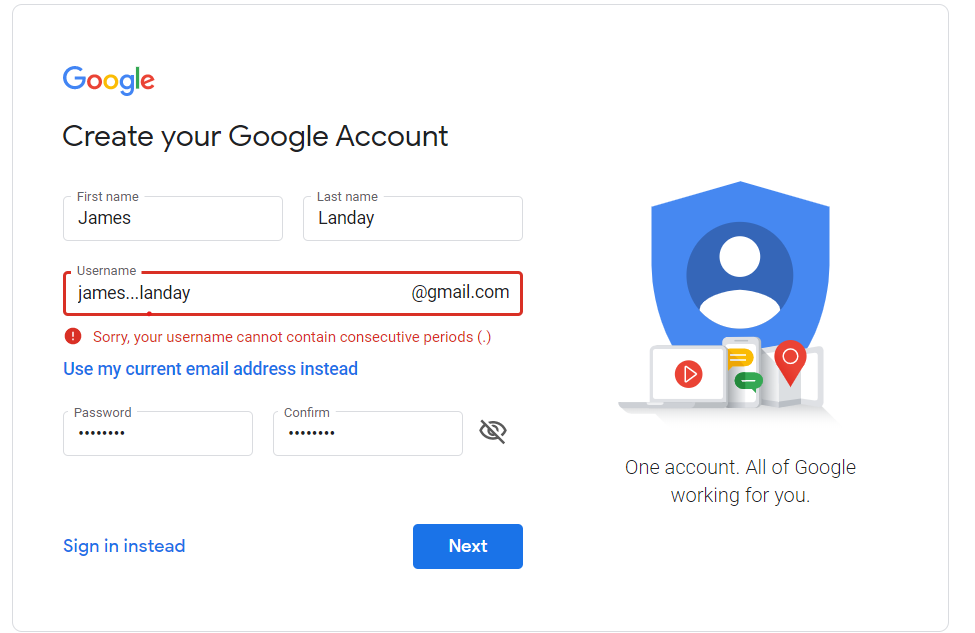 Google
Create your Google Account
First name
James
Last name
Landay
Username
james...landay
@gmail.com
Sorry, your username cannot contain consecutive periods (.)
Use my current email address instead
Password
••••••••
Confirm
••••••••
Sign in instead
Next
One account. All of Google
working for you.